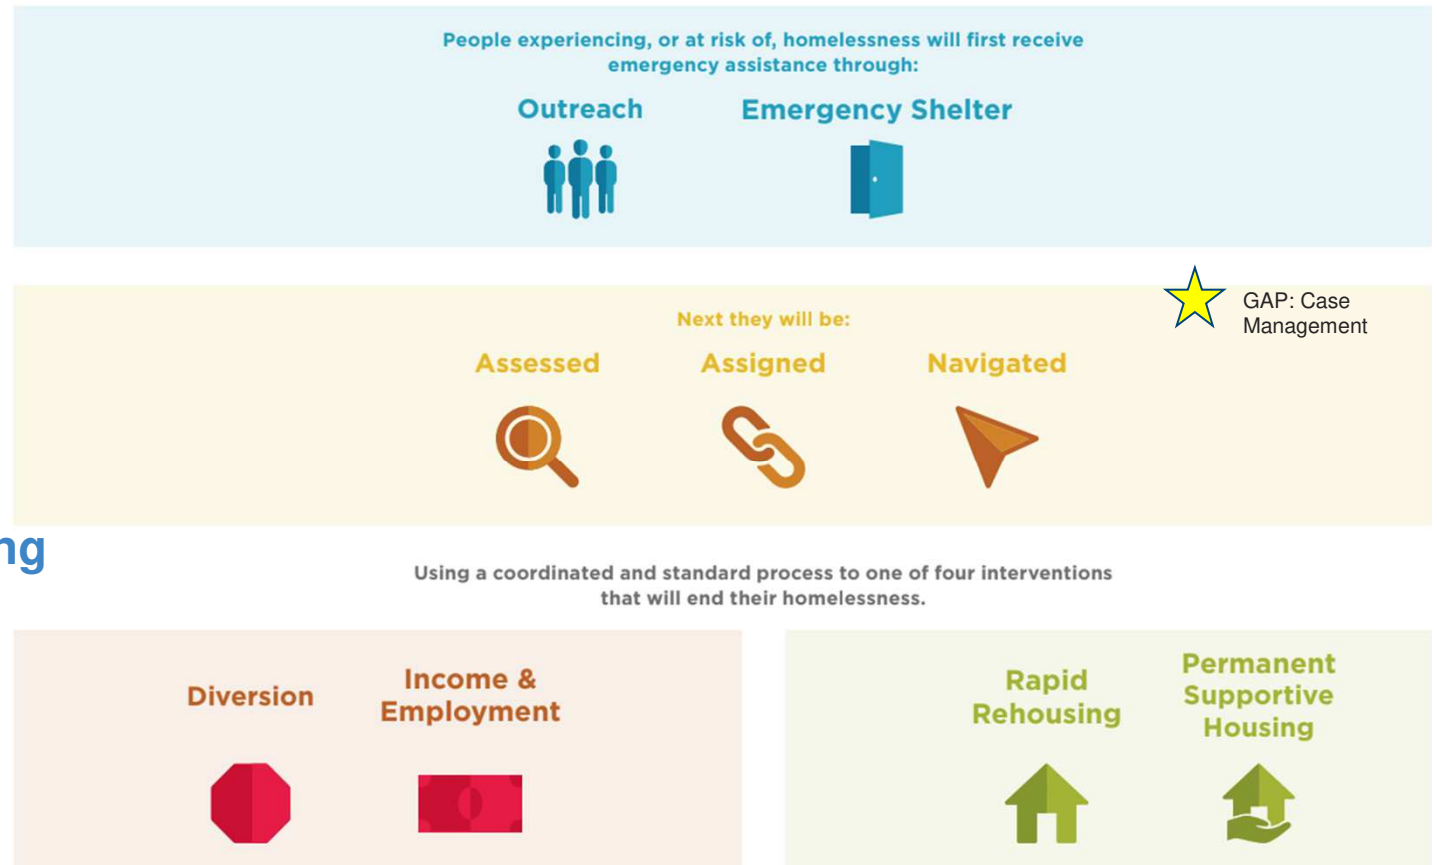 People experiencing, or at risk of, homelessness will first receive
emergency assistance through:
Outreach
Emergency Shelter
GAP: Case
Management
Next they will be:
Assessed
Assigned
Navigated
ng
Using a coordinated and standard process to one of four interventions
that will end their homelessness.
Diversion
Income &
Employment
Rapid
Rehousing
Permanent
Supportive
Housing